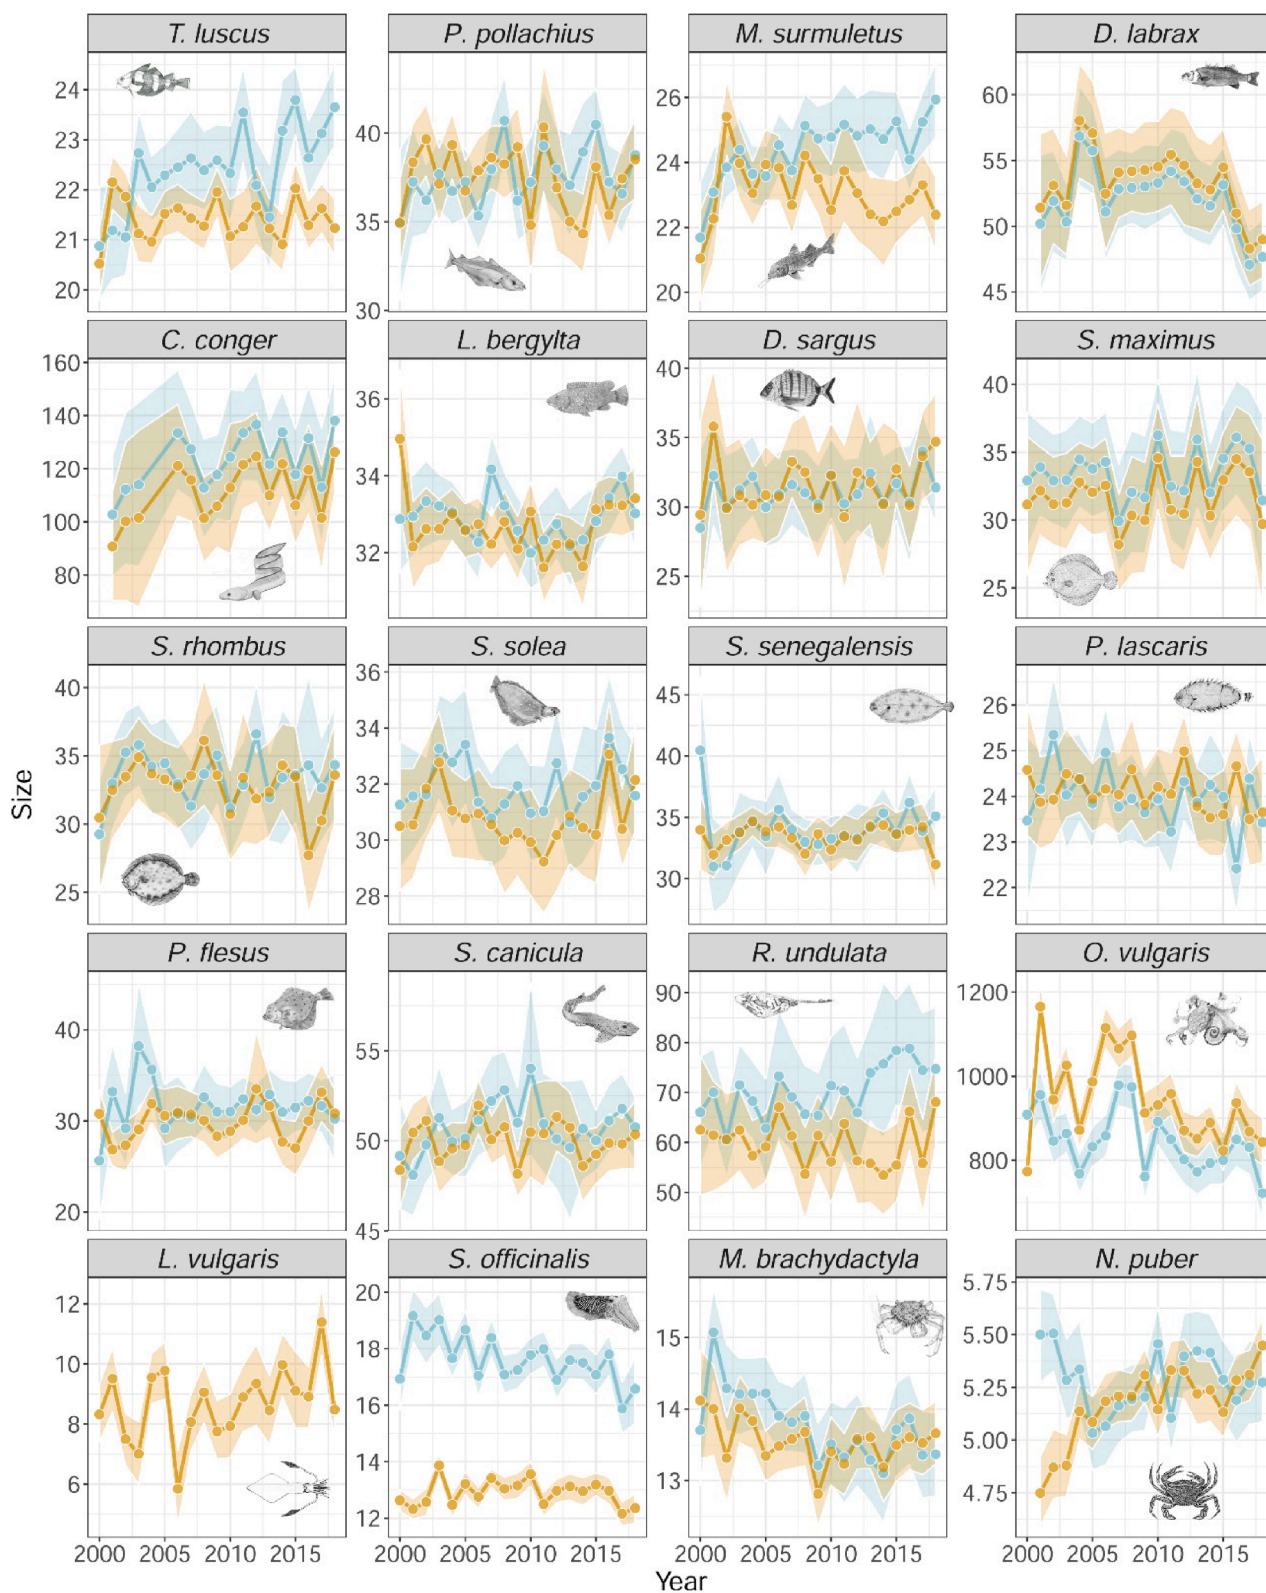 T. luscus P. pollachius M. surmuletus D. labrax
24 23 22 21 20
40 35 30
26 24 22 20
60 55 50 45
C. conger L. bergylta D. sargus S. maximus
160 140 120 100 80
36 34 32
40 35 30 25
40 35 30 25
S. rhombus S. solea S. senegalensis P. lascaris
40 35 30 25
36 34 32 30 28
45 40 35 30
26 25 24 23 22
Size
P. flesus S. canicula R. undulata O. vulgaris
40 30 20
55 50 45
90 80 70 60 50
1200 1000 800
L. vulgaris S. officinalis M. brachydactyla N. puber
12 10 8 6
20 18 16 14 12
15 14 13
5.75 5.50 5.25 5.00 4.75
2000 2005 2010 2015 2000 2005 2010 2015 2000 2005 2010 2015 2000 2005 2010 2015
Year